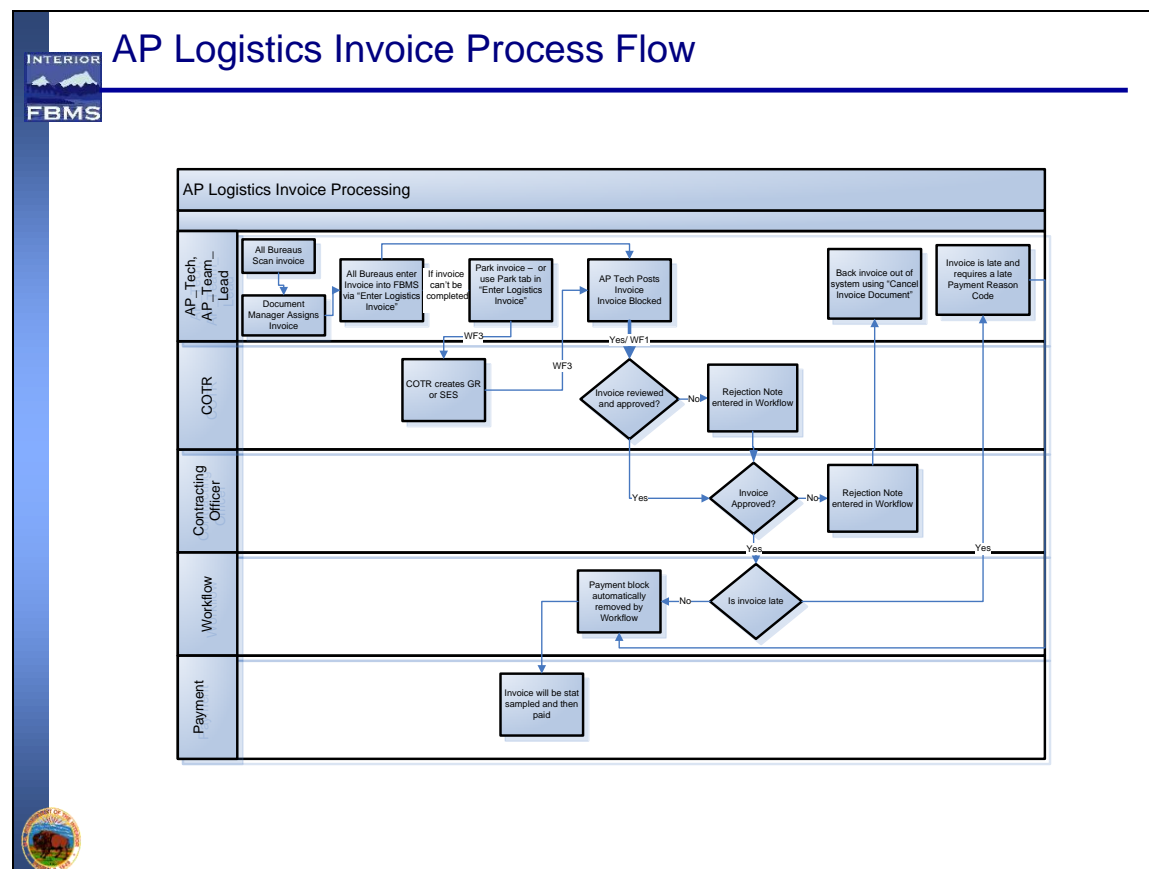 AP Logistics Invoice Process Flow
INTERIOR
FBMS
AP Logistics Invoice Processing
AP_Tech,
AP_Team_
Lead
All Bureaus
Scan invoice
Document
Manager Assigns
Invoice
All Bureaus enter
Invoice into FBMS
via "Enter Logistics
Invoice"
If invoice
can't be
completed
Park invoice – or
use Park tab in
"Enter Logistics
Invoice"
AP Tech Posts
Invoice
Invoice Blocked
Back invoice out of
system using "Cancel
Invoice Document"
Invoice is late and
requires a late
Payment Reason
Code
WF3
Yes/ WF1
WF3
COTR
COTR creates GR
or SES
Invoice reviewed
and approved?
No
Rejection Note
entered in Workflow
Contracting
Officer
Yes
Invoice
Approved?
No
Rejection Note
entered in Workflow
Yes
Yes
Workflow
Payment block
automatically
removed by
Workflow
No
Is invoice late
Payment
Invoice will be stat
sampled and then
paid